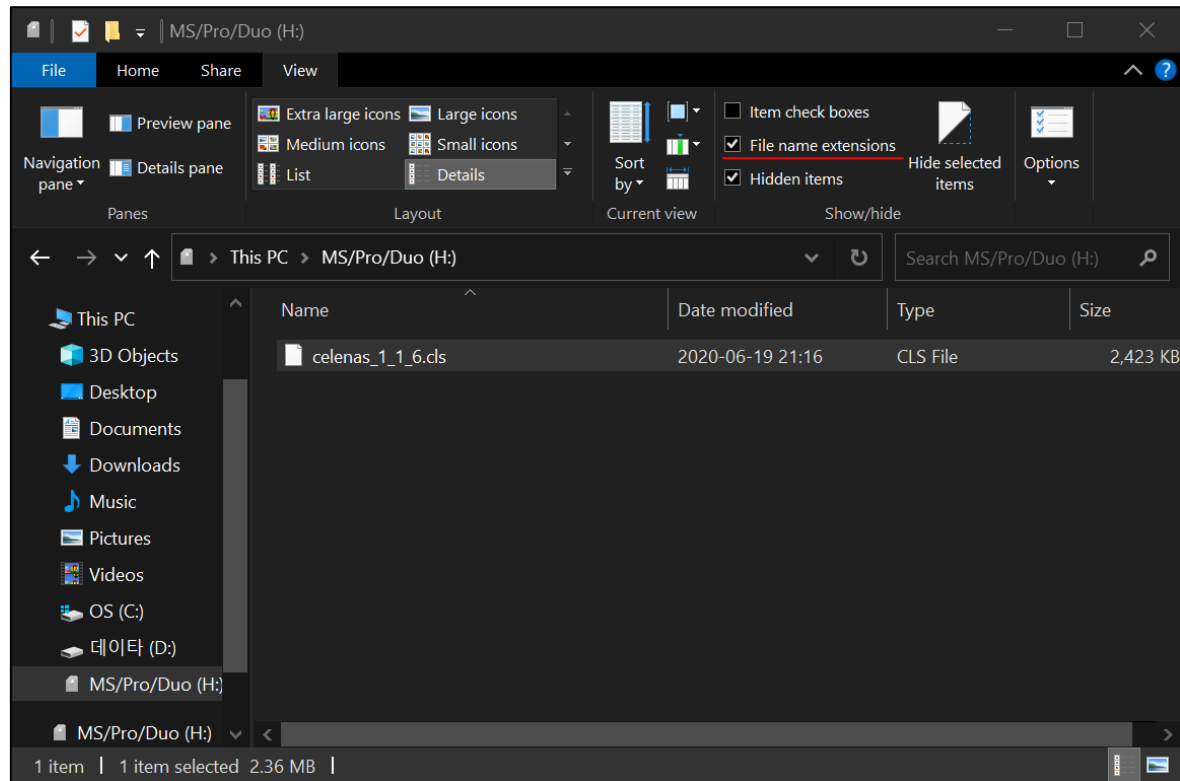 MS/Pro/Duo (H:)
File Home Share View
Navigation pane
Preview pane
Details pane
Panes
Extra large icons Large icons
Medium icons Small icons
List Details
Layout
Sort by
Current view
Item check boxes
File name extensions
Hidden items
Hide selected items
Show/hide
Options
This PC MS/Pro/Duo (H:)
Search MS/Pro/Duo (H:)
Name Date modified Type Size
celenas_1_1_6.cls 2020-06-19 21:16 CLS File 2,423 KB
This PC
3D Objects
Desktop
Documents
Downloads
Music
Pictures
Videos
OS (C:)
데이타 (D:)
MS/Pro/Duo (H:)
MS/Pro/Duo (H:)
1 item 1 item selected 2.36 MB